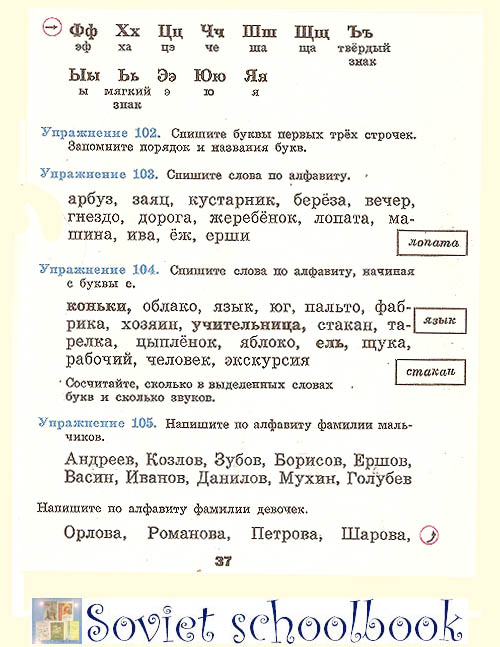 Фф Хх Цц Чч Шш Щщ Ъъ
эф ха цэ че ша ща твёрдый
знак
Ыы Ьь Ээ Юю Яя
ы мягкий э ю я
знак
Упражнение 102. Спишите буквы первых трёх строчек.
Запомните порядок и названия букв.
Упражнение 103. Спишите слова по алфавиту.
арбуз, заяц, кустарник, берёза, вечер,
гнездо, дорога, жеребёнок, лопата, ма-
шина, ива, ёж, ерши
лопата
Упражнение 104. Спишите слова по алфавиту, начиная
с буквы е.
коньки, облако, язык, юг, пальто, фаб-
рика, хозяин, учительница, стакан, та-
релка, цыплёнок, яблоко, ель, щука,
рабочий, человек, экскурсия
язык
стакан
Сосчитайте, сколько в выделенных словах
букв и сколько звуков.
Упражнение 105. Напишите по алфавиту фамилии маль-
чиков.
Андреев, Козлов, Зубов, Борисов, Ершов,
Васин, Иванов, Данилов, Мухин, Голубев
Напишите по алфавиту фамилии девочек.
Орлова, Романова, Петрова, Шарова,
37
Soviet schoolbook